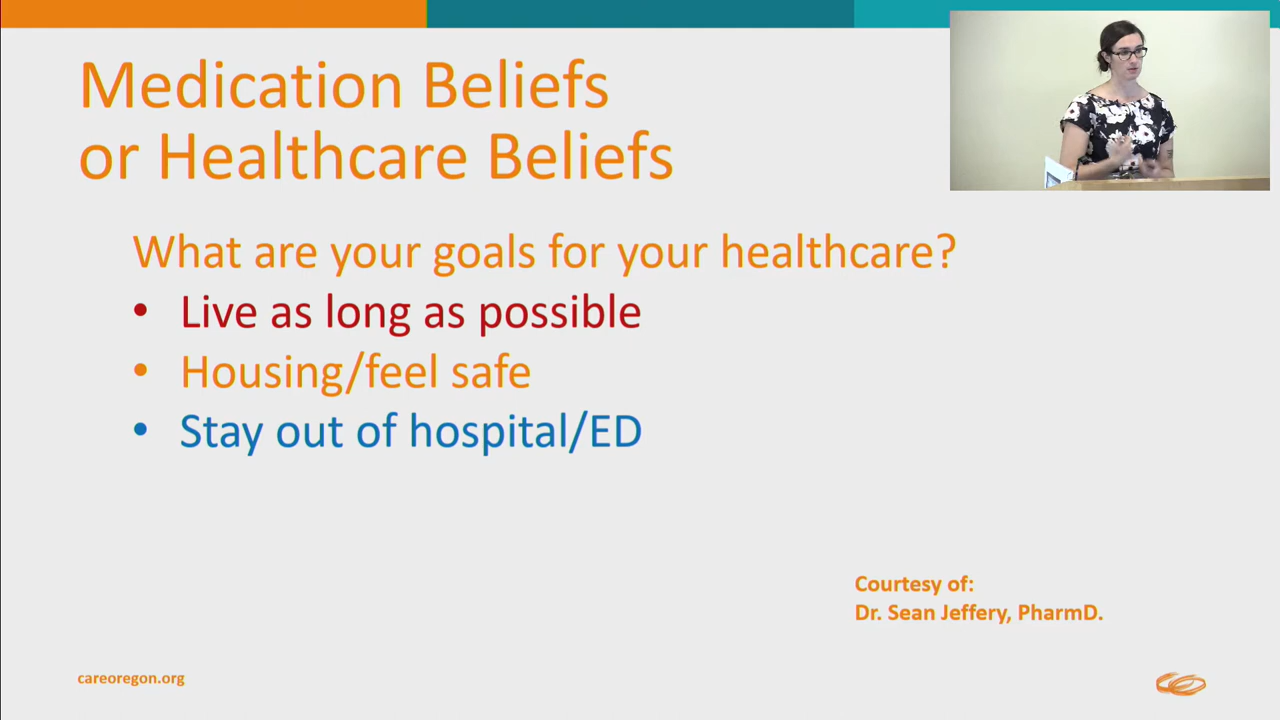 Medication Beliefs
or Healthcare Beliefs
What are your goals for your healthcare?
• Live as long as possible
• Housing/feel safe
• Stay out of hospital/ED
Courtesy of:
Dr. Sean Jeffery, PharmD.
careoregon.org